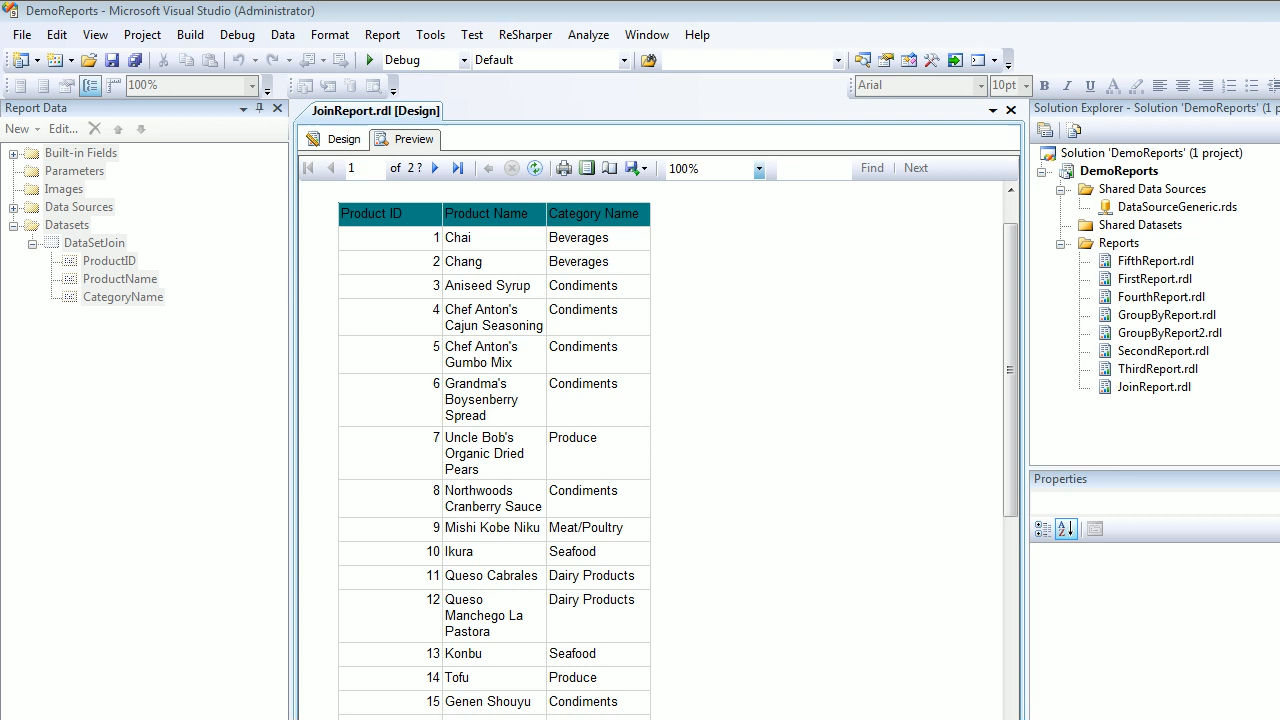 DemoReports - Microsoft Visual Studio (Administrator)
File Edit View Project Build Debug Data Format Report Tools Test ReSharper Analyze Window Help
Debug Default
100% Arial 10pt B I U A
Report Data
New Edit...
Built-in Fields
Parameters
Images
Data Sources
Datasets
DataSetJoin
ProductID
ProductName
CategoryName
JoinReport.rdl [Design]
Design Preview
1 of 2 ? 100% Find Next
Product ID Product Name Category Name
1 Chai Beverages
2 Chang Beverages
3 Aniseed Syrup Condiments
4 Chef Anton's Condiments
Cajun Seasoning
5 Chef Anton's Condiments
Gumbo Mix
6 Grandma's Condiments
Boysenberry
Spread
7 Uncle Bob's Produce
Organic Dried
Pears
8 Northwoods Condiments
Cranberry Sauce
9 Mishi Kobe Niku Meat/Poultry
10 Ikura Seafood
11 Queso Cabrales Dairy Products
12 Queso Dairy Products
Manchego La
Pastora
13 Konbu Seafood
14 Tofu Produce
15 Genen Shouyu Condiments
Solution Explorer - Solution 'DemoReports' (1 p
Solution 'DemoReports' (1 project)
DemoReports
Shared Data Sources
DataSourceGeneric.rds
Shared Datasets
Reports
FifthReport.rdl
FirstReport.rdl
FourthReport.rdl
GroupByReport.rdl
GroupByReport2.rdl
SecondReport.rdl
ThirdReport.rdl
JoinReport.rdl
Properties